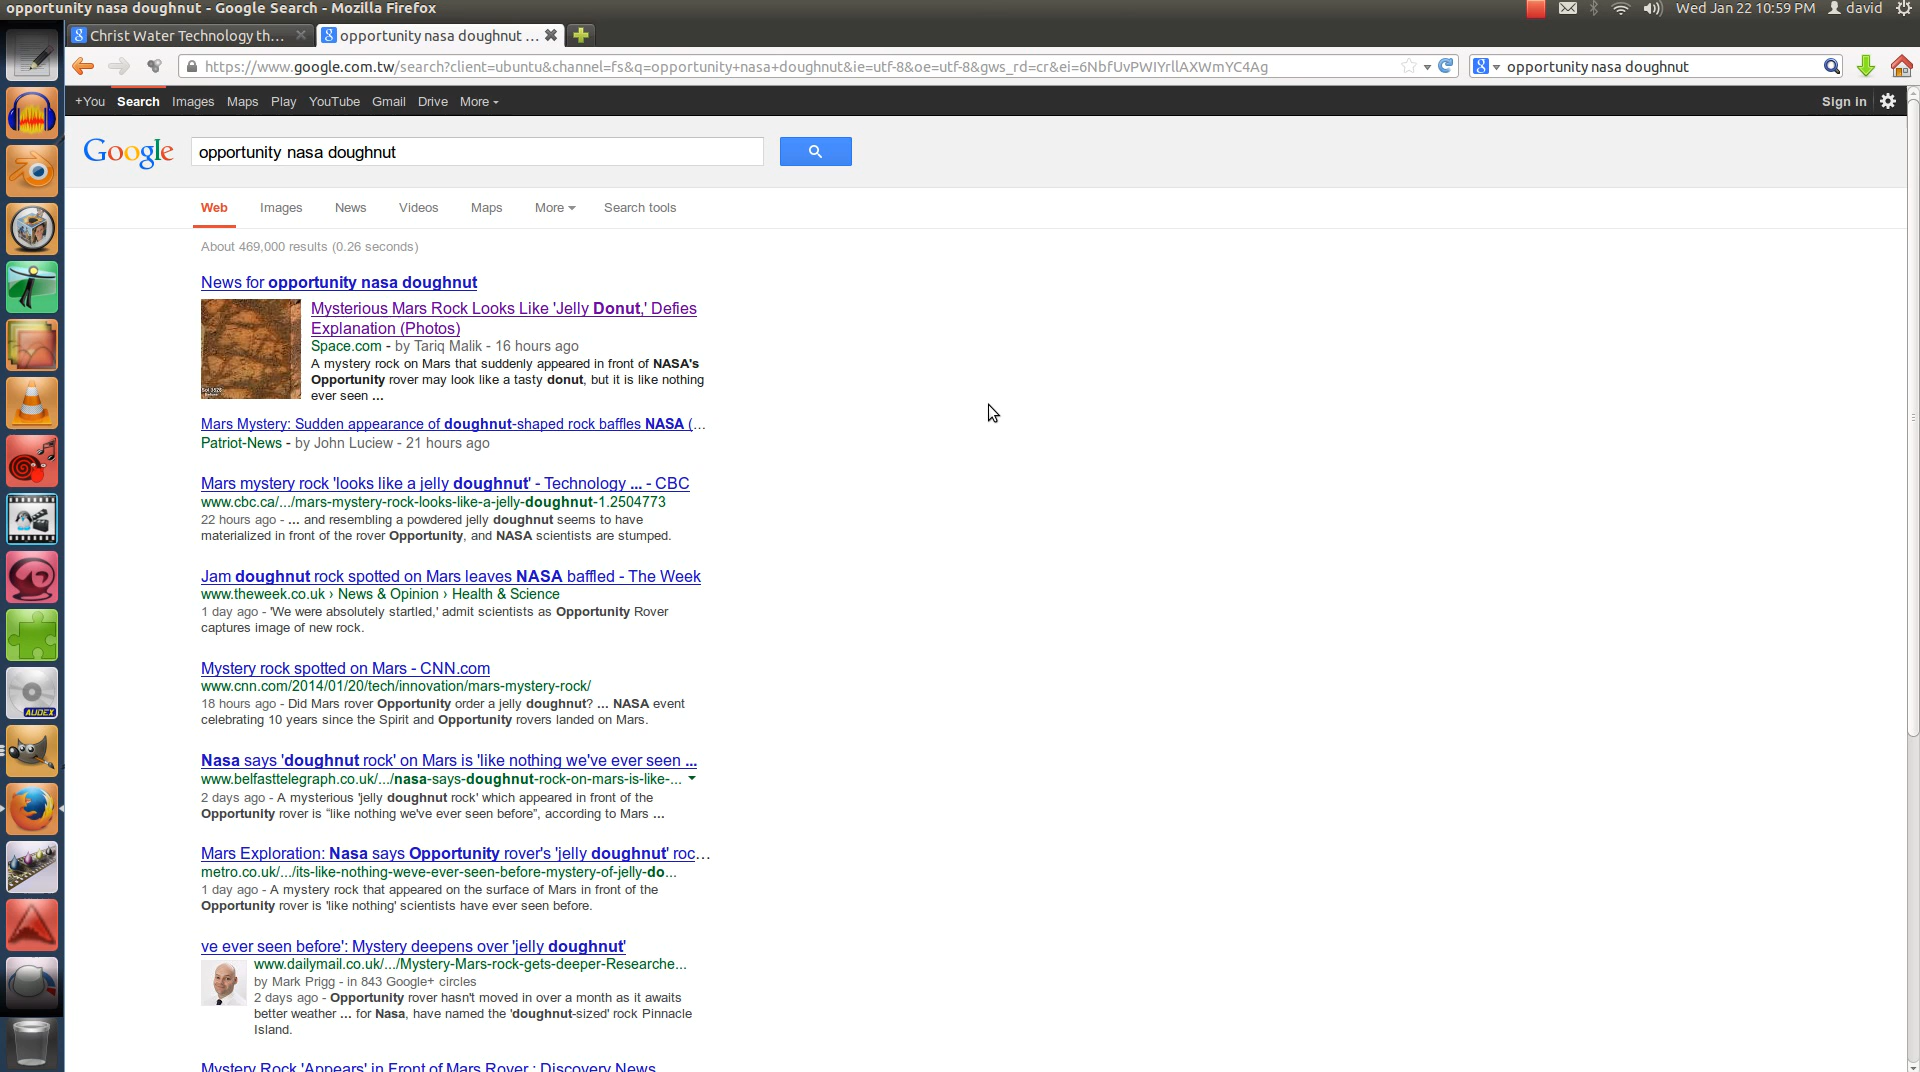 opportunity nasa doughnut - Google Search - Mozilla Firefox
Wed Jan 22 10:59 PM david
Christ Water Technology th...
opportunity nasa doughnut ...
https://www.google.com.tw/search?client=ubuntu&channel=fs&q=opportunity+nasa+doughnut&ie=utf-8&oe=utf-8&gws_rd=cr&ei=6NbfUvPWIYrllAXWmYC4Ag
opportunity nasa doughnut
+You Search Images Maps Play YouTube Gmail Drive More
Sign in
Google
opportunity nasa doughnut
Web Images News Videos Maps More Search tools
About 469,000 results (0.26 seconds)
News for opportunity nasa doughnut
Mysterious Mars Rock Looks Like 'Jelly Donut,' Defies
Explanation (Photos)
Space.com - by Tariq Malik - 16 hours ago
A mystery rock on Mars that suddenly appeared in front of NASA's
Opportunity rover may look like a tasty donut, but it is like nothing
ever seen ...
Mars Mystery: Sudden appearance of doughnut-shaped rock baffles NASA (...
Patriot-News - by John Luciew - 21 hours ago
Mars mystery rock 'looks like a jelly doughnut' - Technology ... - CBC
www.cbc.ca/.../mars-mystery-rock-looks-like-a-jelly-doughnut-1.2504773
22 hours ago - ... and resembling a powdered jelly doughnut seems to have
materialized in front of the rover Opportunity, and NASA scientists are stumped.
Jam doughnut rock spotted on Mars leaves NASA baffled - The Week
www.theweek.co.uk › News & Opinion › Health & Science
1 day ago - 'We were absolutely startled,' admit scientists as Opportunity Rover
captures image of new rock.
Mystery rock spotted on Mars - CNN.com
www.cnn.com/2014/01/20/tech/innovation/mars-mystery-rock/
18 hours ago - Did Mars rover Opportunity order a jelly doughnut? ... NASA event
celebrating 10 years since the Spirit and Opportunity rovers landed on Mars.
Nasa says 'doughnut rock' on Mars is 'like nothing we've ever seen ...
www.belfasttelegraph.co.uk/.../nasa-says-doughnut-rock-on-mars-is-like-...
2 days ago - A mysterious 'jelly doughnut rock' which appeared in front of the
Opportunity rover is “like nothing we've ever seen before”, according to Mars ...
Mars Exploration: Nasa says Opportunity rover's 'jelly doughnut' roc...
metro.co.uk/.../its-like-nothing-weve-ever-seen-before-mystery-of-jelly-do...
1 day ago - A mystery rock that appeared on the surface of Mars in front of the
Opportunity rover is 'like nothing' scientists have ever seen before.
ve ever seen before': Mystery deepens over 'jelly doughnut'
www.dailymail.co.uk/.../Mystery-Mars-rock-gets-deeper-Researche...
by Mark Prigg - in 843 Google+ circles
2 days ago - Opportunity rover hasn't moved in over a month as it awaits
better weather ... for Nasa, have named the 'doughnut-sized' rock Pinnacle
Island.
Mystery Rock 'Appears' in Front of Mars Rover : Discovery News
AUDEX